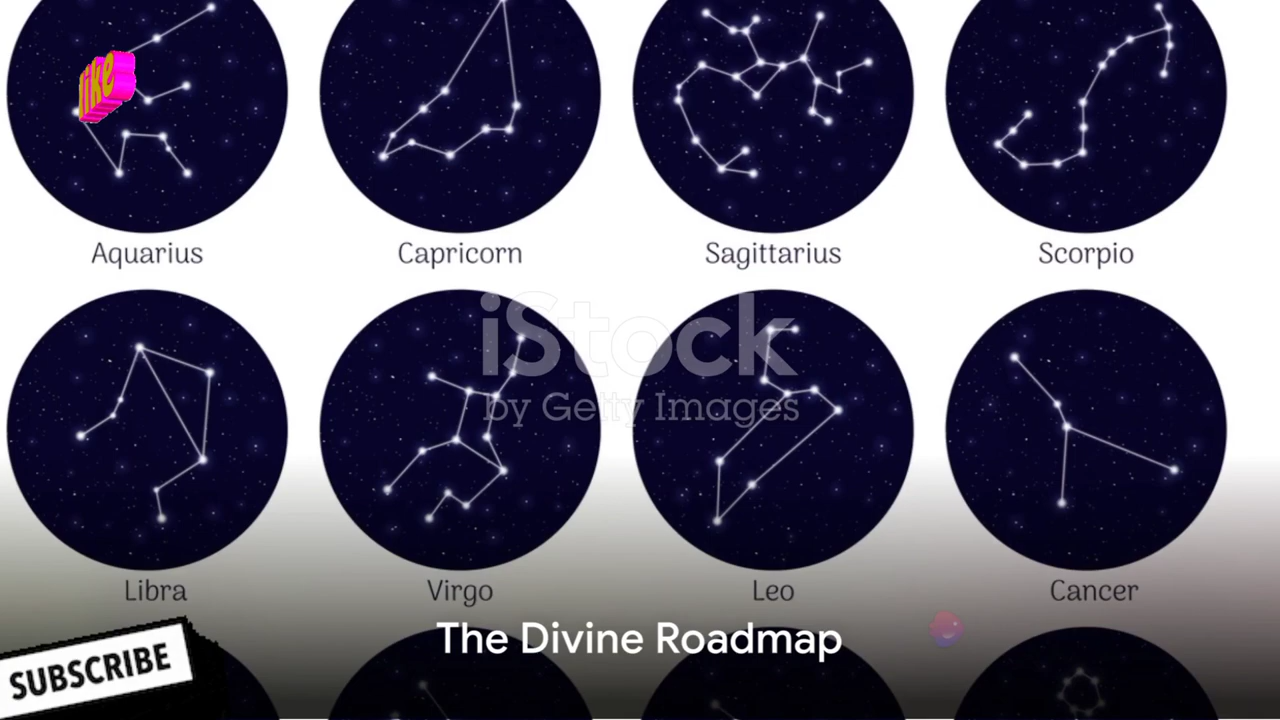 like
Aquarius
Capricorn
Sagittarius
Scorpio
iStock
by Getty Images
Libra
Virgo
Leo
Cancer
The Divine Roadmap
SUBSCRIBE